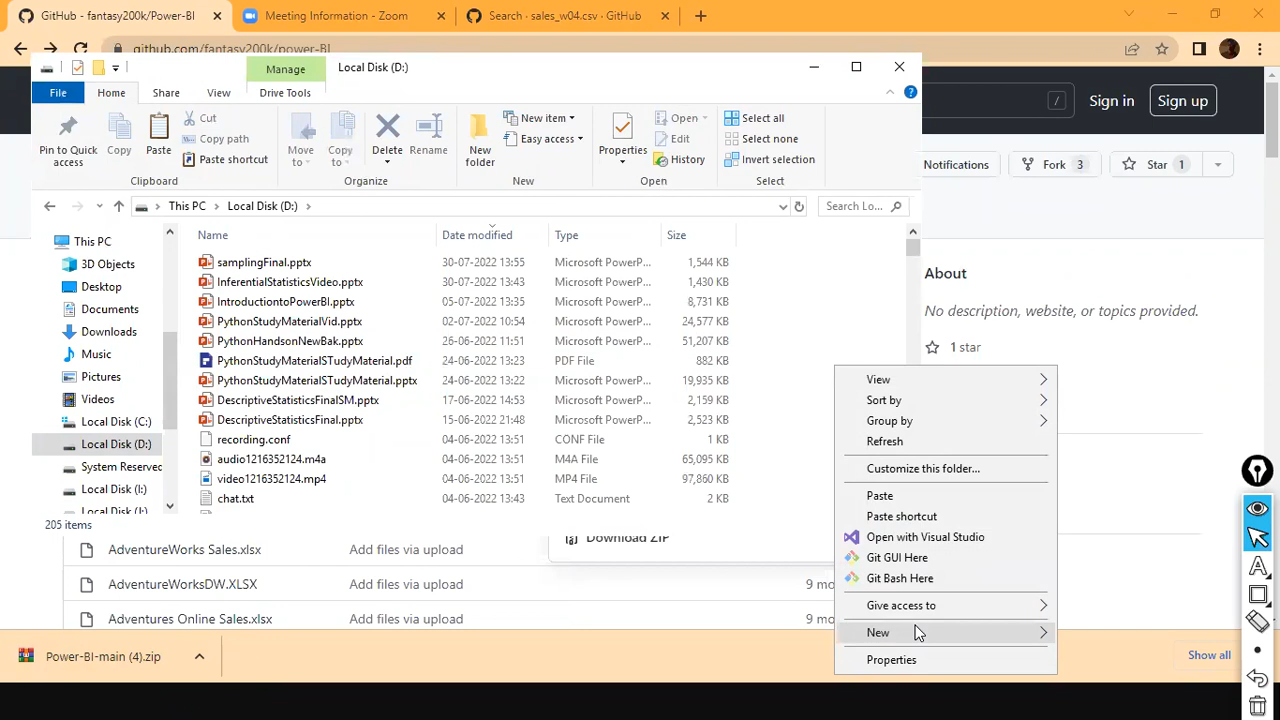 GitHub - fantasy200k/Power-BI
Meeting Information - Zoom
Search · sales_w04.csv · GitHub
github.com/fantasy200k/power-BI
Manage
Local Disk (D:)
File
Home
Share
View
Drive Tools
Pin to Quick access
Copy
Paste
Cut
Copy path
Paste shortcut
Move to
Copy to
Delete
Rename
New folder
New item
Easy access
Properties
Open
Edit
History
Select all
Select none
Invert selection
Clipboard
Organize
New
Open
Select
This PC
Local Disk (D:)
Search Lo...
Sign in
Sign up
Notifications
Fork 3
Star 1
Name
Date modified
Type
Size
This PC
3D Objects
Desktop
Documents
Downloads
Music
Pictures
Videos
Local Disk (C:)
Local Disk (D:)
System Reserved
Local Disk (I:)
samplingFinal.pptx 30-07-2022 13:55 Microsoft PowerP... 1,544 KB
InferentialStatisticsVideo.pptx 30-07-2022 13:43 Microsoft PowerP... 1,430 KB
IntroductiontoPowerBI.pptx 05-07-2022 13:35 Microsoft PowerP... 8,731 KB
PythonStudyMaterialVid.pptx 02-07-2022 10:54 Microsoft PowerP... 24,577 KB
PythonHandsonNewBak.pptx 26-06-2022 11:51 Microsoft PowerP... 51,207 KB
PythonStudyMaterialSTudyMaterial.pdf 24-06-2022 13:23 PDF File 882 KB
PythonStudyMaterialSTudyMaterial.pptx 24-06-2022 13:22 Microsoft PowerP... 19,935 KB
DescriptiveStatisticsFinalSM.pptx 17-06-2022 14:53 Microsoft PowerP... 2,159 KB
DescriptiveStatisticsFinal.pptx 15-06-2022 21:48 Microsoft PowerP... 2,523 KB
recording.conf 04-06-2022 13:51 CONF File 1 KB
audio1216352124.m4a 04-06-2022 13:51 M4A File 65,095 KB
video1216352124.mp4 04-06-2022 13:51 MP4 File 97,860 KB
chat.txt 04-06-2022 13:43 Text Document 2 KB
205 items
About
No description, website, or topics provided.
1 star
View
Sort by
Group by
Refresh
Customize this folder...
Paste
Paste shortcut
Open with Visual Studio
Git GUI Here
Git Bash Here
Give access to
New
Properties
Download ZIP
AdventureWorks Sales.xlsx Add files via upload
AdventureWorksDW.XLSX Add files via upload 9 mo
Adventures Online Sales.xlsx Add files via upload 9 mo
Power-BI-main (4).zip
Show all